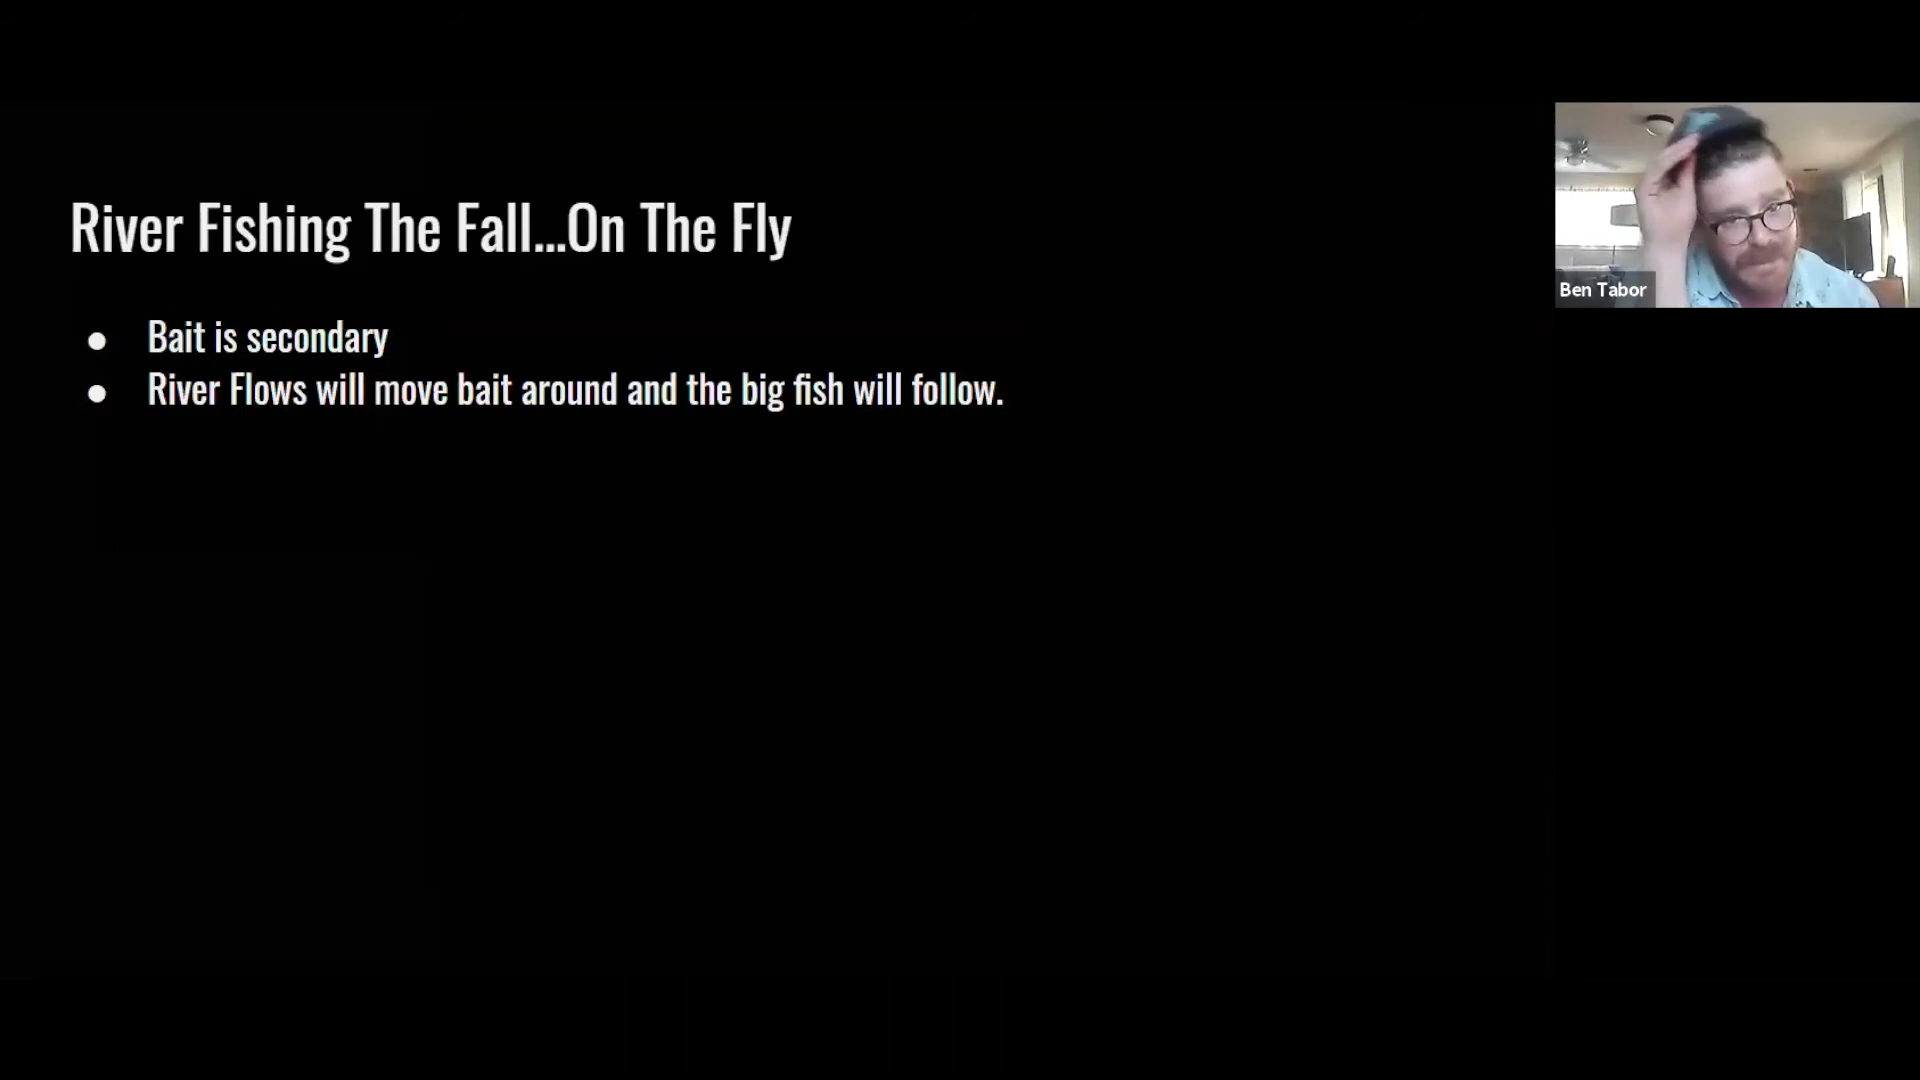 River Fishing The Fall...On The Fly
● Bait is secondary
● River Flows will move bait around and the big fish will follow.
Ben Tabor